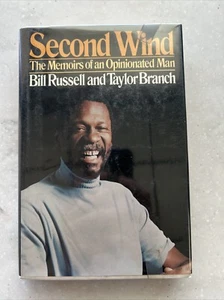 Second Wind
The Memoirs of an Opinionated Man
Bill Russell and Taylor Branch